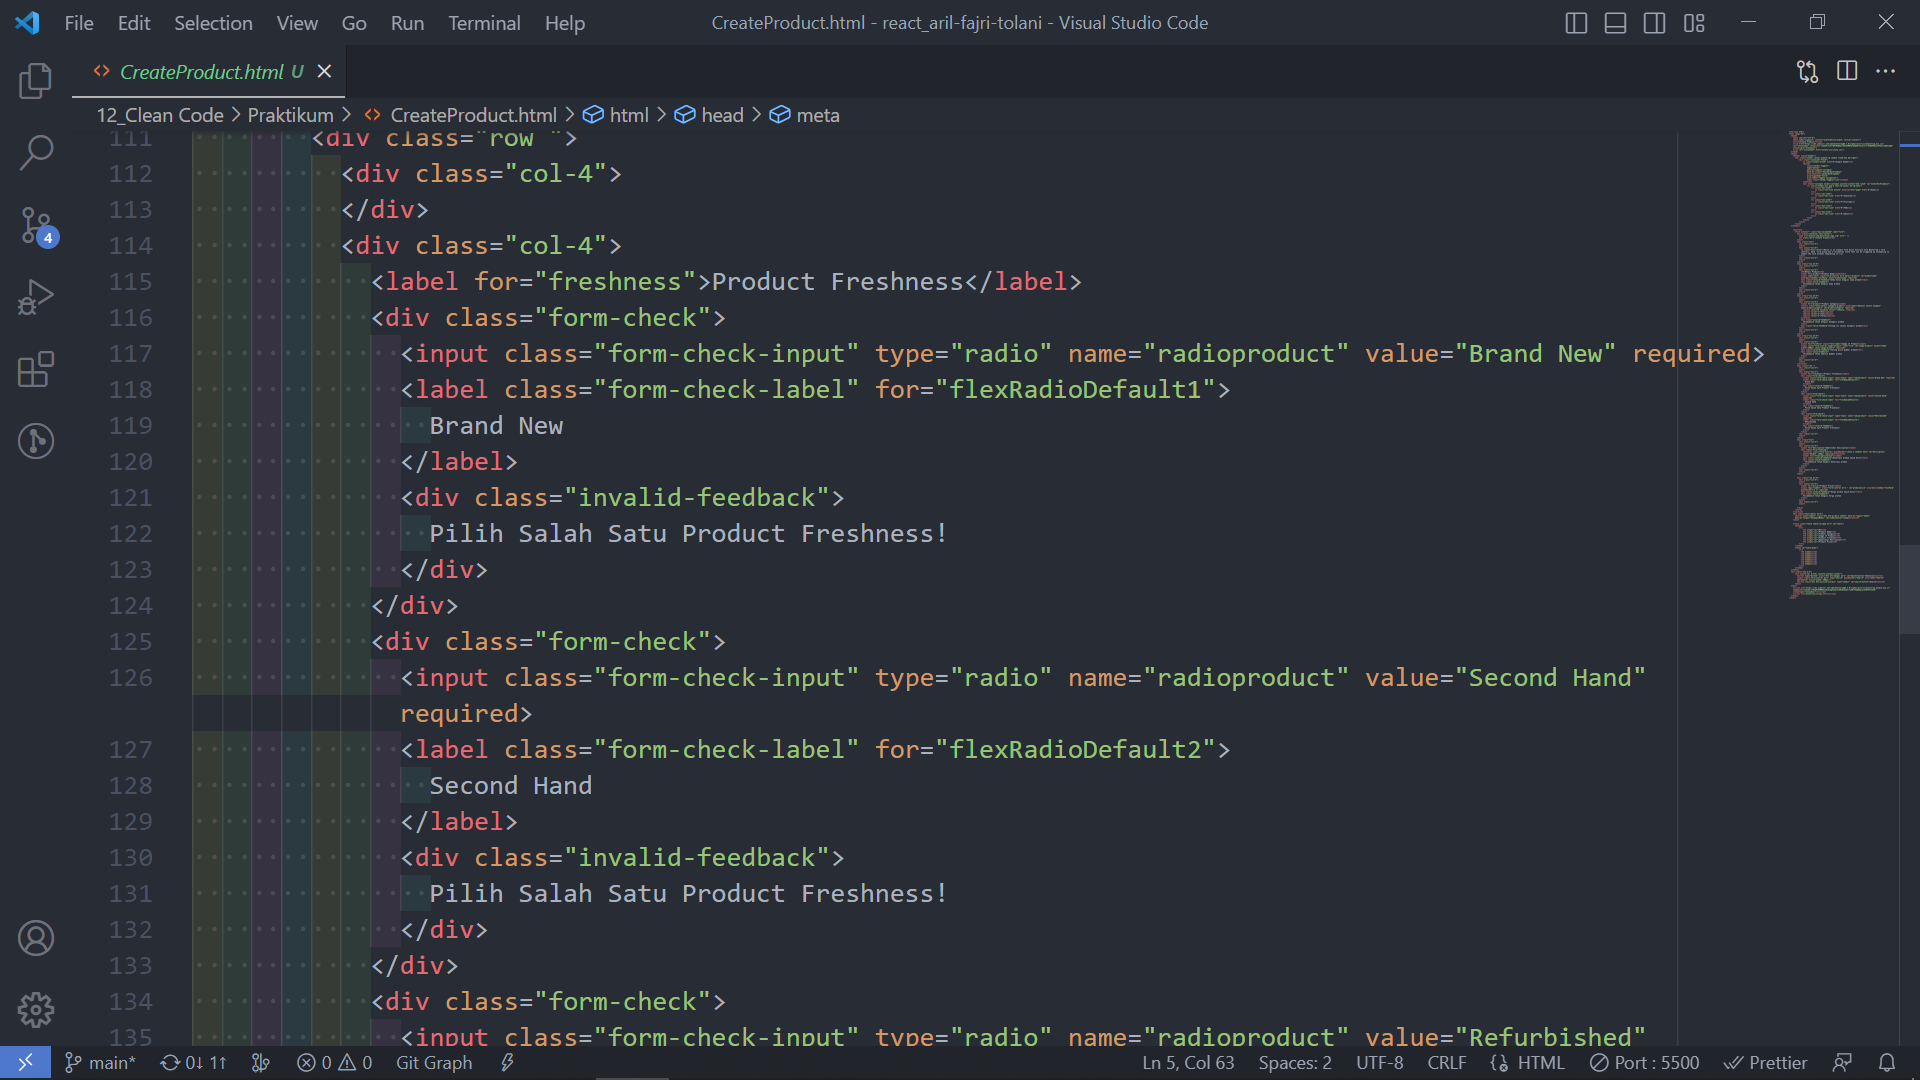 File Edit Selection View Go Run Terminal Help CreateProduct.html - react_aril-fajri-tolani - Visual Studio Code
CreateProduct.html U
12_Clean Code > Praktikum > CreateProduct.html > html > head > meta
111 <div class="row ">
112 <div class="col-4">
113 </div>
114 <div class="col-4">
115 <label for="freshness">Product Freshness</label>
116 <div class="form-check">
117 <input class="form-check-input" type="radio" name="radioproduct" value="Brand New" required>
118 <label class="form-check-label" for="flexRadioDefault1">
119 Brand New
120 </label>
121 <div class="invalid-feedback">
122 Pilih Salah Satu Product Freshness!
123 </div>
124 </div>
125 <div class="form-check">
126 <input class="form-check-input" type="radio" name="radioproduct" value="Second Hand"
required>
127 <label class="form-check-label" for="flexRadioDefault2">
128 Second Hand
129 </label>
130 <div class="invalid-feedback">
131 Pilih Salah Satu Product Freshness!
132 </div>
133 </div>
134 <div class="form-check">
135 <input class="form-check-input" type="radio" name="radioproduct" value="Refurbished"
4
main* 0↓ 1↑ 0 0 Git Graph Ln 5, Col 63 Spaces: 2 UTF-8 CRLF HTML Port : 5500 Prettier